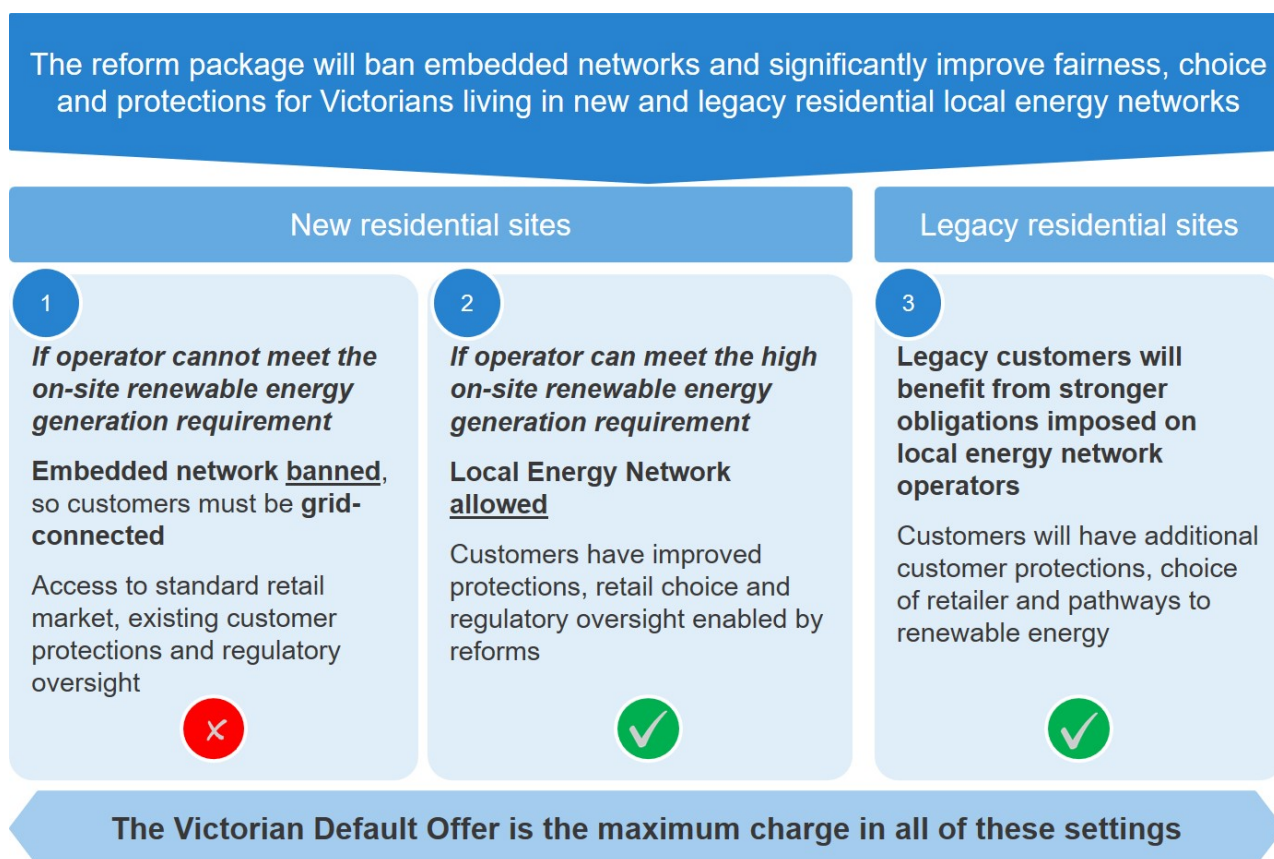 The reform package will ban embedded networks and significantly improve fairness, choice
and protections for Victorians living in new and legacy residential local energy networks
New residential sites
Legacy residential sites
1
If operator cannot meet the
on-site renewable energy
generation requirement
Embedded network banned,
so customers must be grid-
connected
Access to standard retail
market, existing customer
protections and regulatory
oversight
2
If operator can meet the high
on-site renewable energy
generation requirement
Local Energy Network
allowed
Customers have improved
protections, retail choice and
regulatory oversight enabled by
reforms
3
Legacy customers will
benefit from stronger
obligations imposed on
local energy network
operators
Customers will have additional
customer protections, choice
of retailer and pathways to
renewable energy
The Victorian Default Offer is the maximum charge in all of these settings